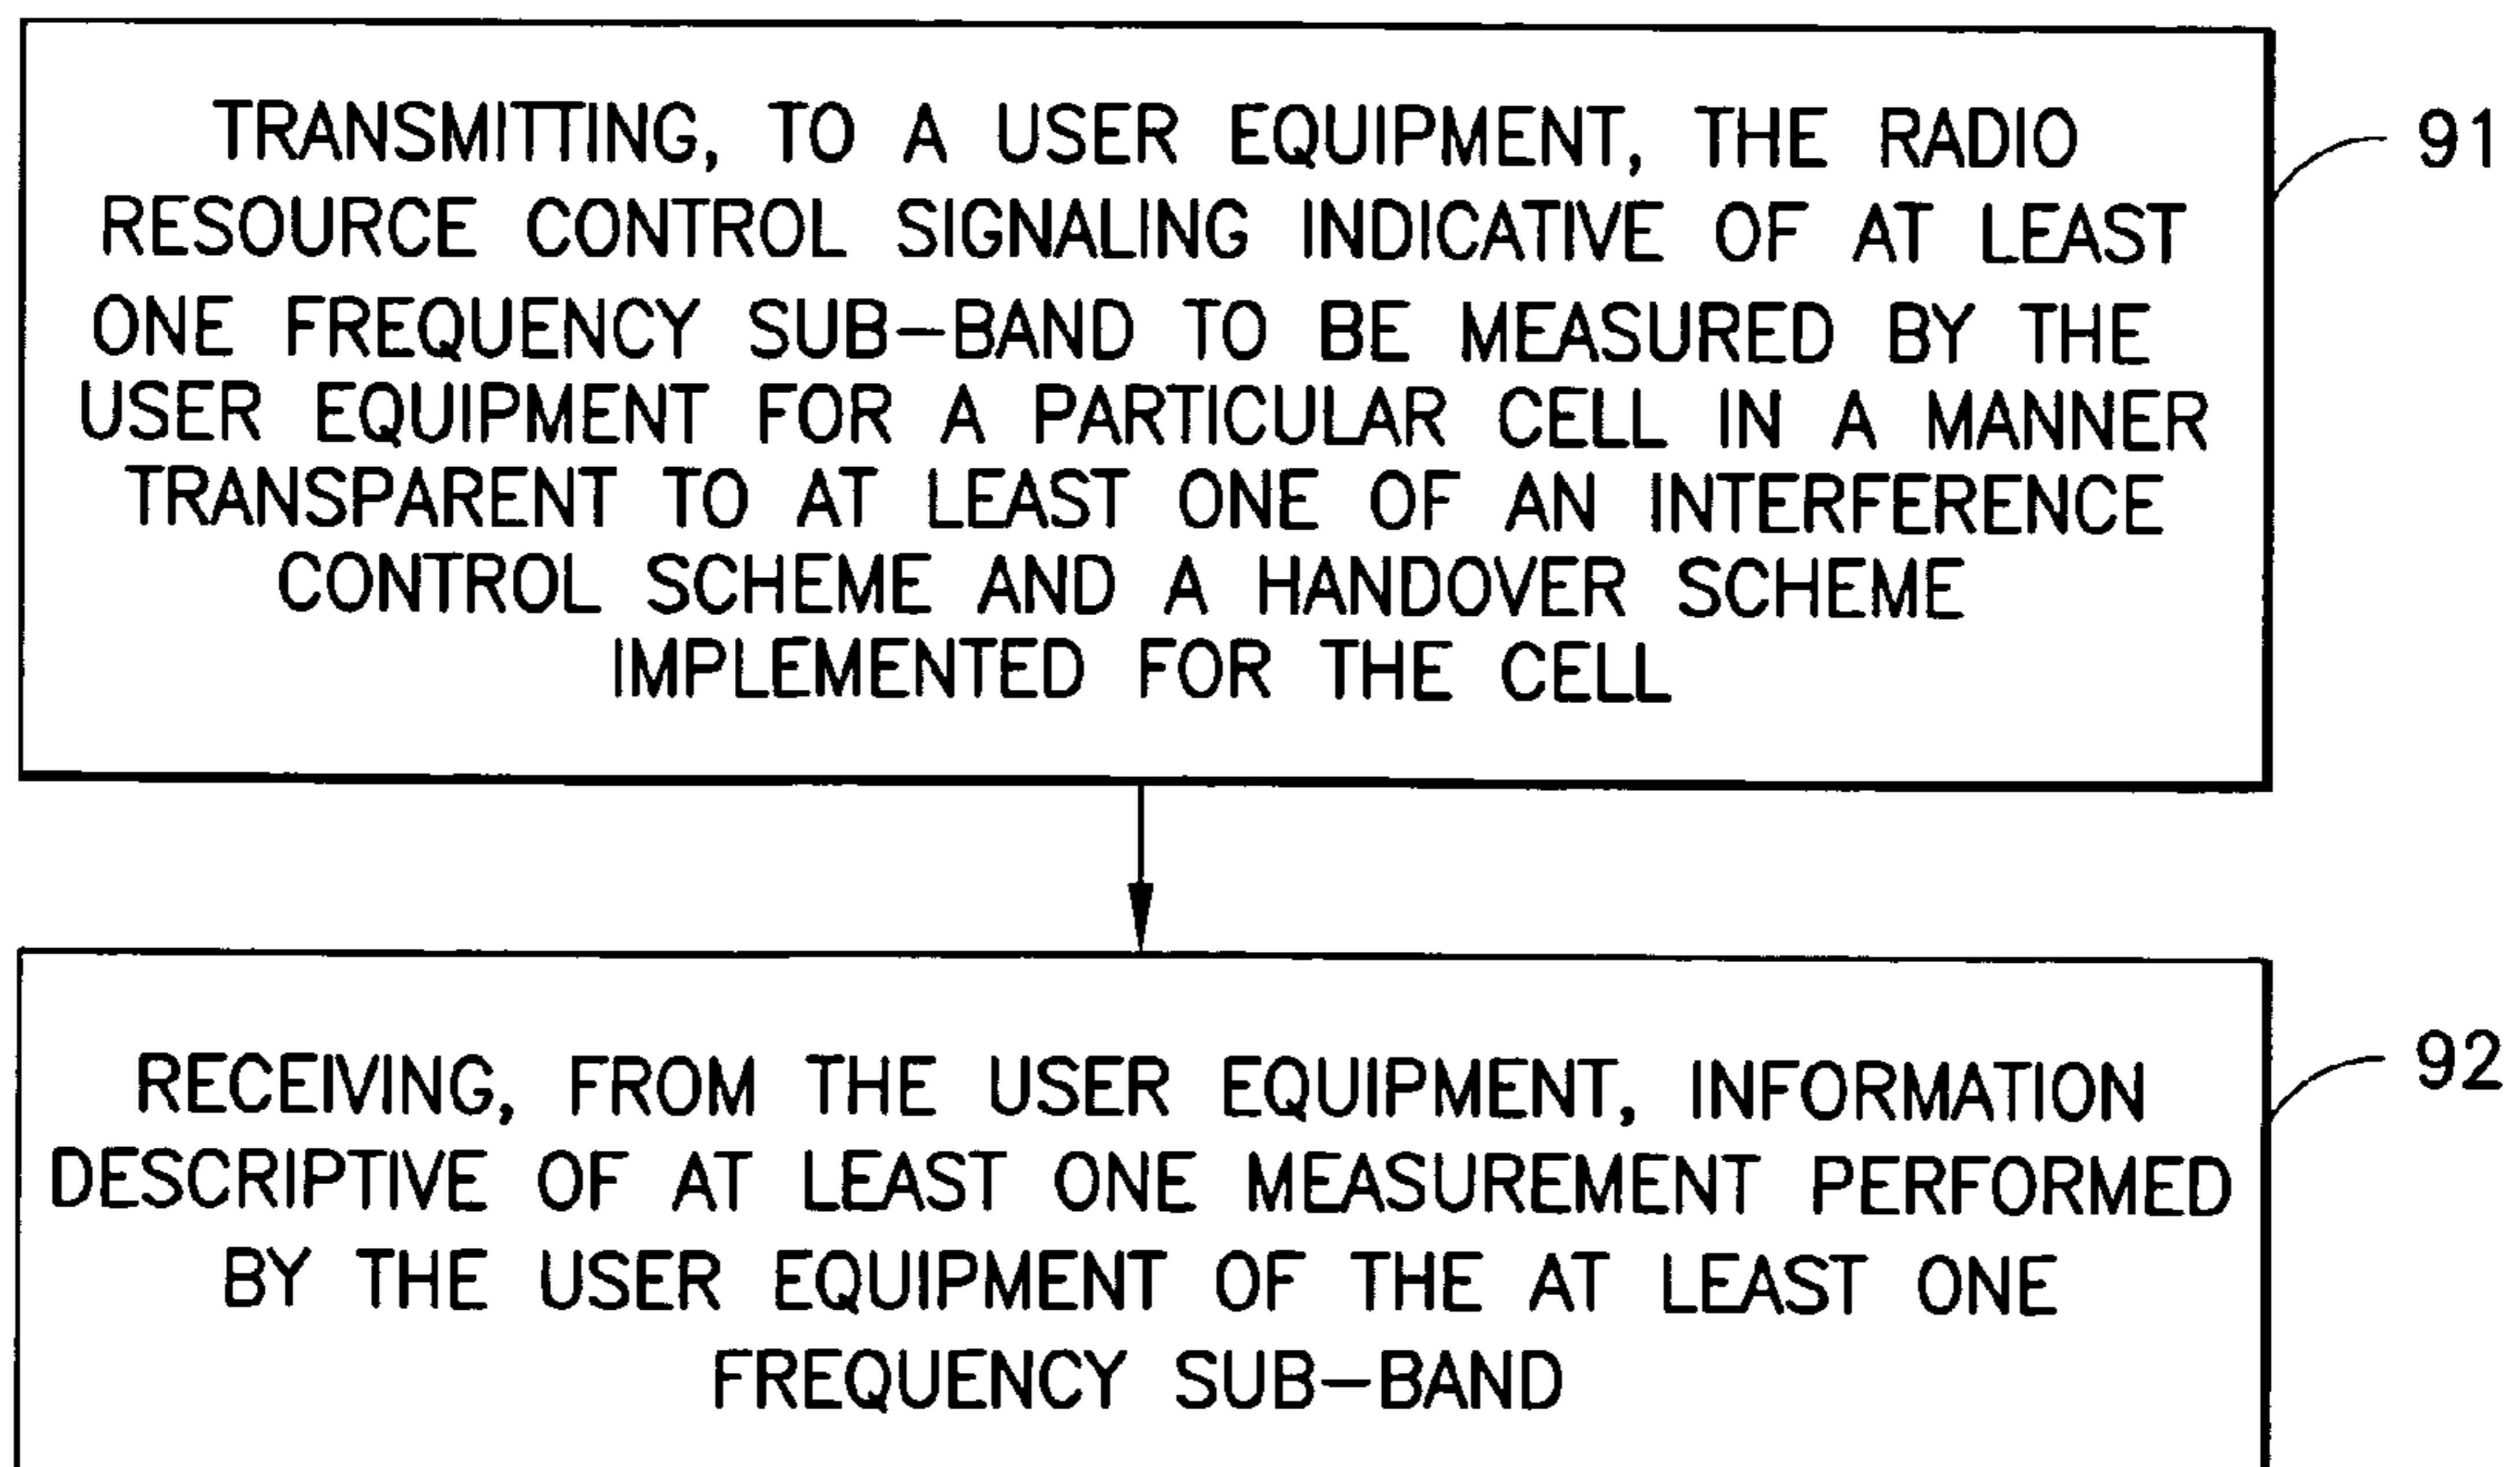 TRANSMITTING, TO A USER EQUIPMENT, THE RADIO
RESOURCE CONTROL SIGNALING INDICATIVE OF AT LEAST
ONE FREQUENCY SUB-BAND TO BE MEASURED BY THE
USER EQUIPMENT FOR A PARTICULAR CELL IN A MANNER
TRANSPARENT TO AT LEAST ONE OF AN INTERFERENCE
CONTROL SCHEME AND A HANDOVER SCHEME
IMPLEMENTED FOR THE CELL
91
RECEIVING, FROM THE USER EQUIPMENT, INFORMATION
DESCRIPTIVE OF AT LEAST ONE MEASUREMENT PERFORMED
BY THE USER EQUIPMENT OF THE AT LEAST ONE
FREQUENCY SUB-BAND
92